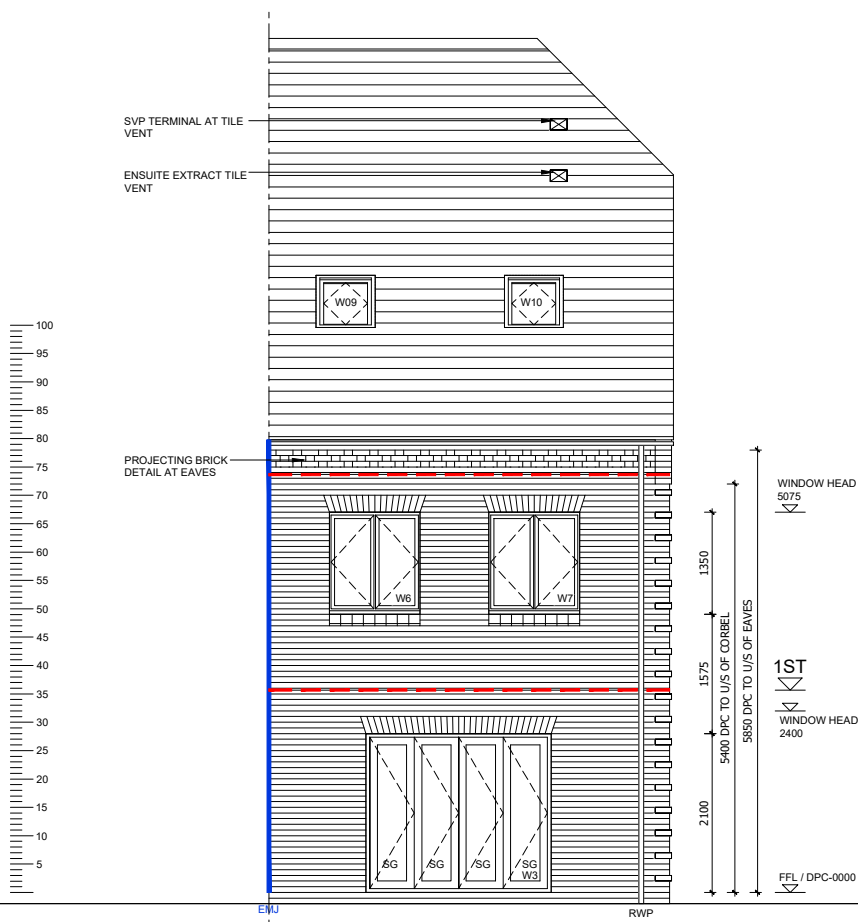 SVP TERMINAL AT TILE
VENT
ENSUITE EXTRACT TILE
VENT
W09
W10
100
95
90
85
80
75
70
65
60
55
50
45
40
35
30
25
20
15
10
5
PROJECTING BRICK
DETAIL AT EAVES
W6
W7
WINDOW HEAD
5075
1350
1575
2100
5400 DPC TO U/S OF CORBEL
5850 DPC TO U/S OF EAVES
1ST
WINDOW HEAD
2400
SG
SG
SG
SG
W3
FFL / DPC-0000
EMJ
RWP